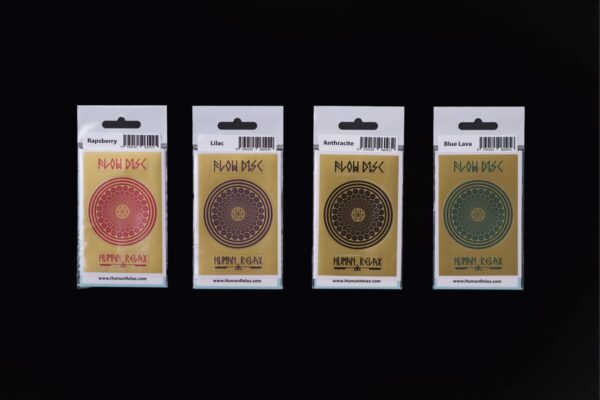 Rapsberry
FLOW DISC
HUMAN RELAX
www.HumanRelax.com
Lilac
FLOW DISC
HUMAN RELAX
www.HumanRelax.com
Anthracite
FLOW DISC
HUMAN RELAX
www.HumanRelax.com
Blue Lava
FLOW DISC
HUMAN RELAX
www.HumanRelax.com